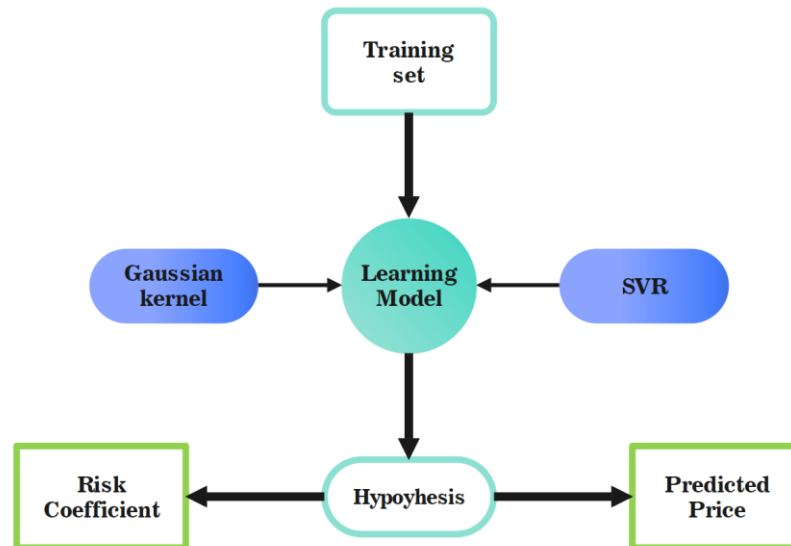 Training
set
Gaussian
kernel
Learning
Model
SVR
Risk
Coefficient
Hypoyhesis
Predicted
Price